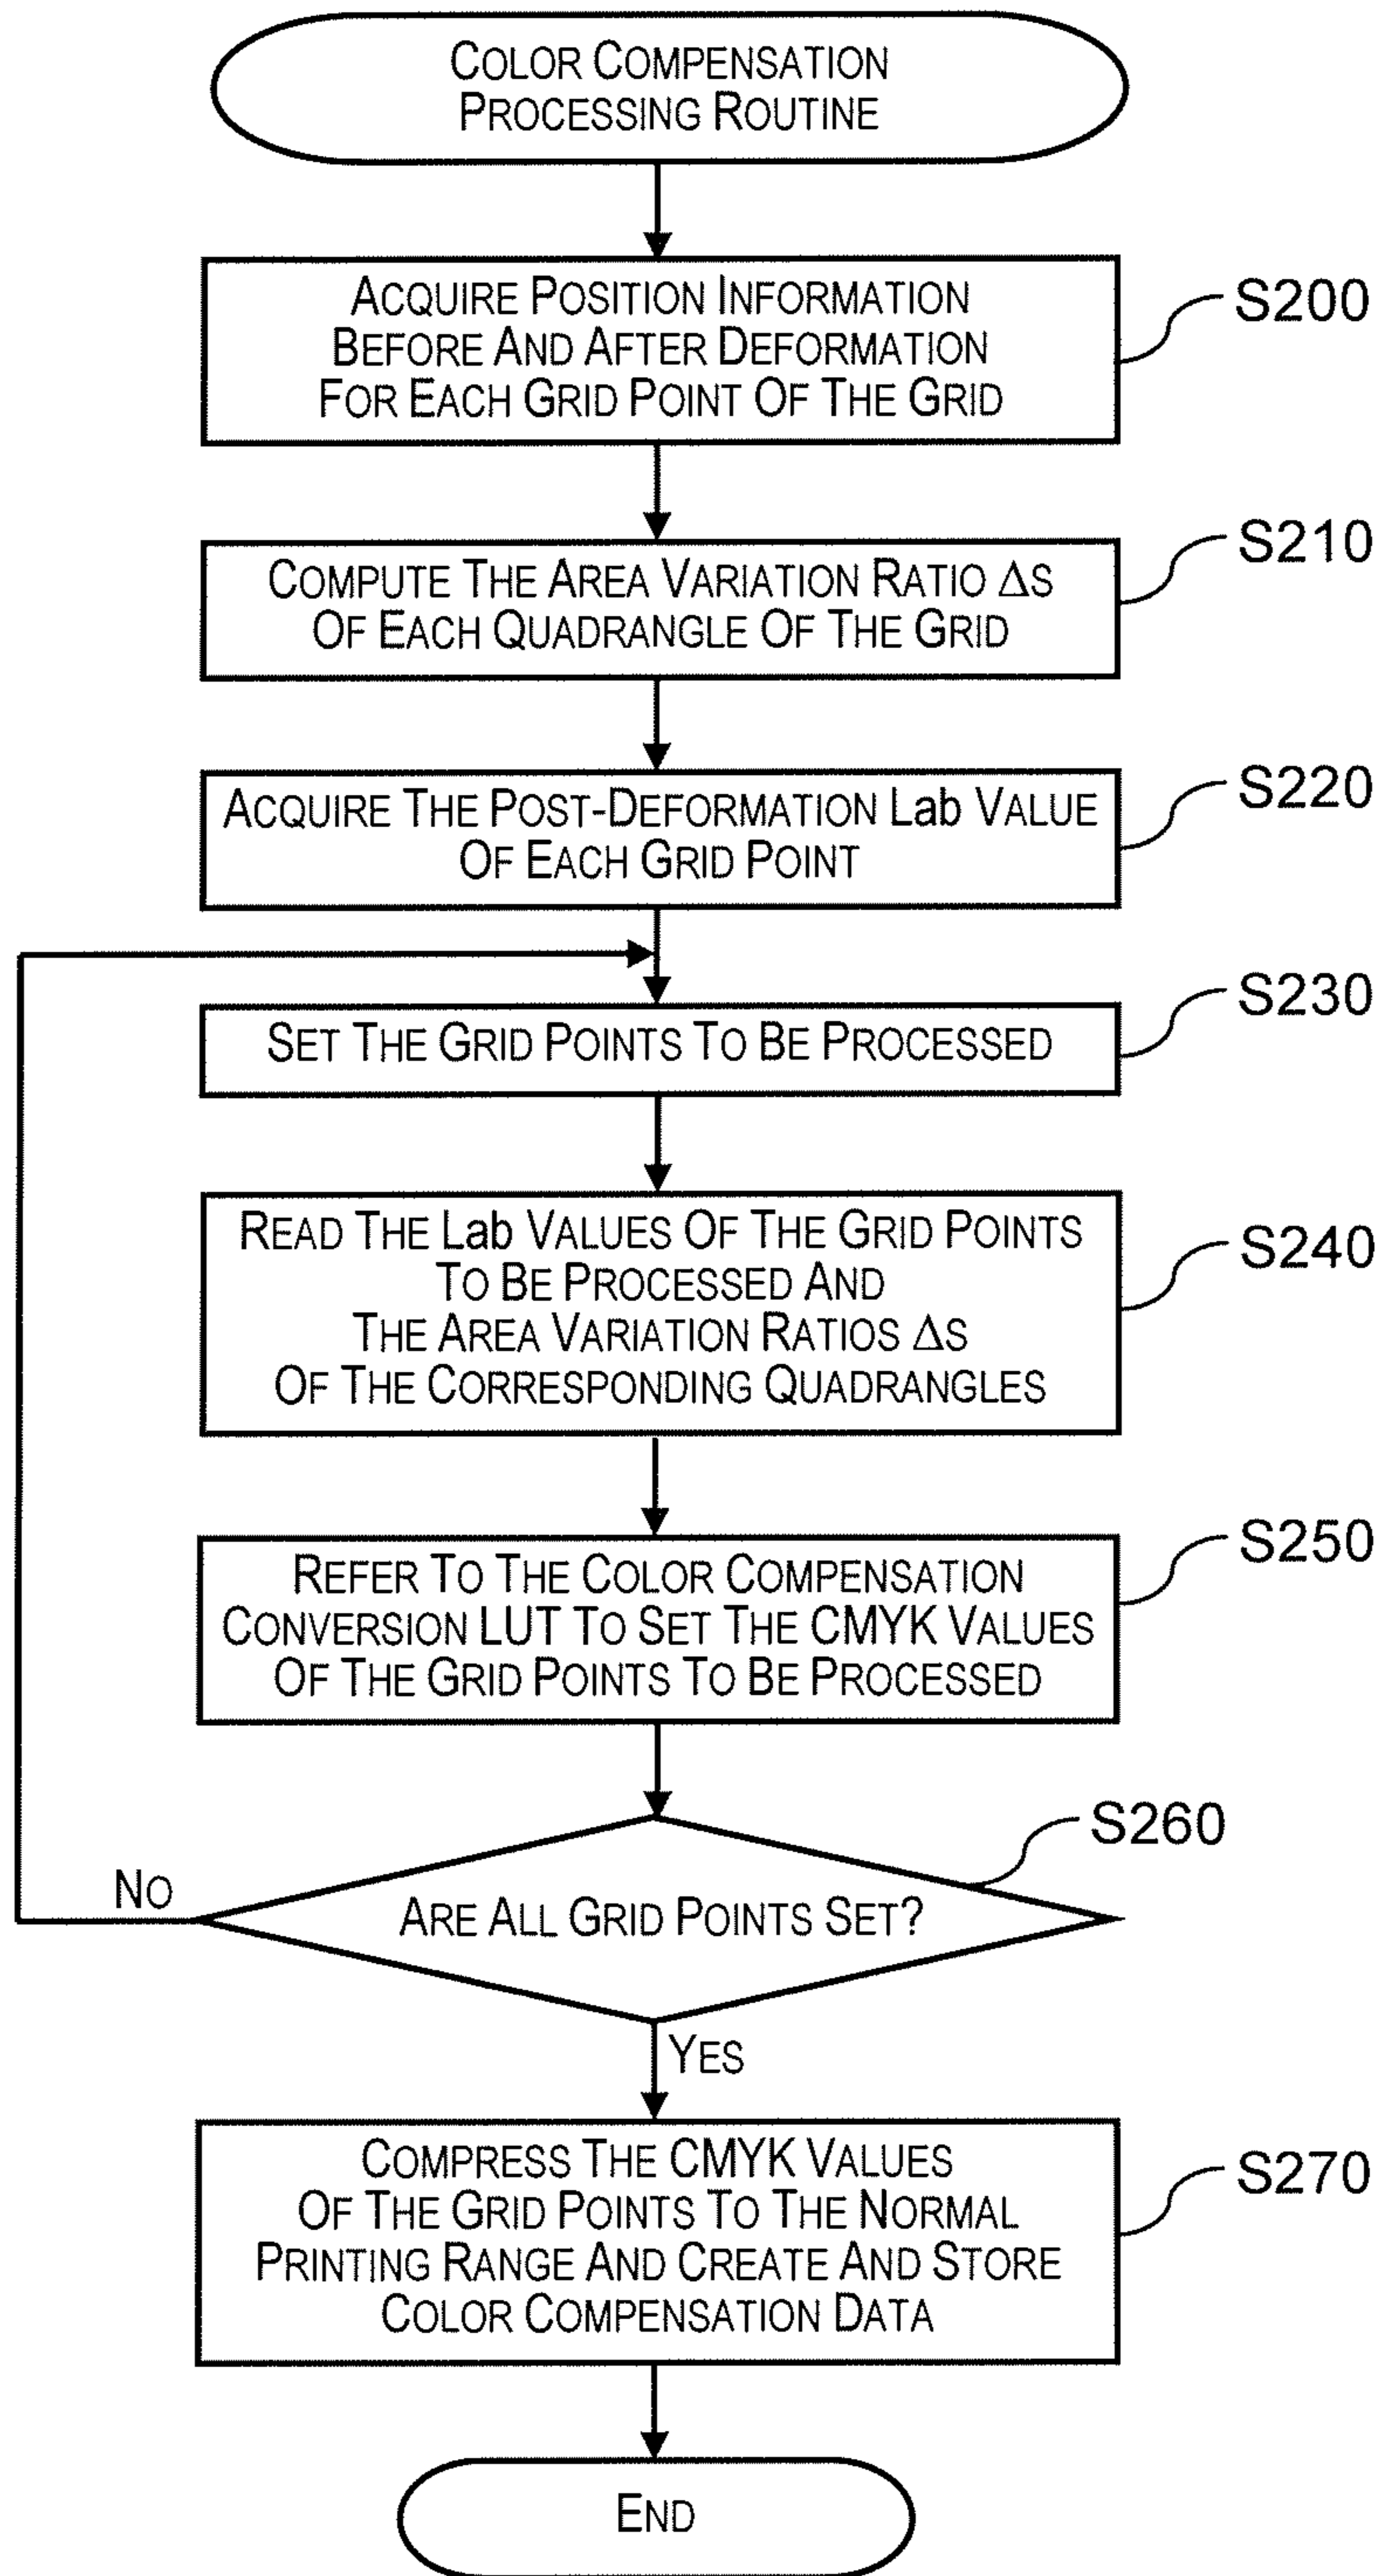 COLOR COMPENSATION
PROCESSING ROUTINE
ACQUIRE POSITION INFORMATION
BEFORE AND AFTER DEFORMATION
FOR EACH GRID POINT OF THE GRID
S200
COMPUTE THE AREA VARIATION RATIO ΔS
OF EACH QUADRANGLE OF THE GRID
S210
ACQUIRE THE POST-DEFORMATION Lab VALUE
OF EACH GRID POINT
S220
SET THE GRID POINTS TO BE PROCESSED
S230
READ THE Lab VALUES OF THE GRID POINTS
TO BE PROCESSED AND
THE AREA VARIATION RATIOS ΔS
OF THE CORRESPONDING QUADRANGLES
S240
REFER TO THE COLOR COMPENSATION
CONVERSION LUT TO SET THE CMYK VALUES
OF THE GRID POINTS TO BE PROCESSED
S250
ARE ALL GRID POINTS SET?
S260
NO
YES
COMPRESS THE CMYK VALUES
OF THE GRID POINTS TO THE NORMAL
PRINTING RANGE AND CREATE AND STORE
COLOR COMPENSATION DATA
S270
END